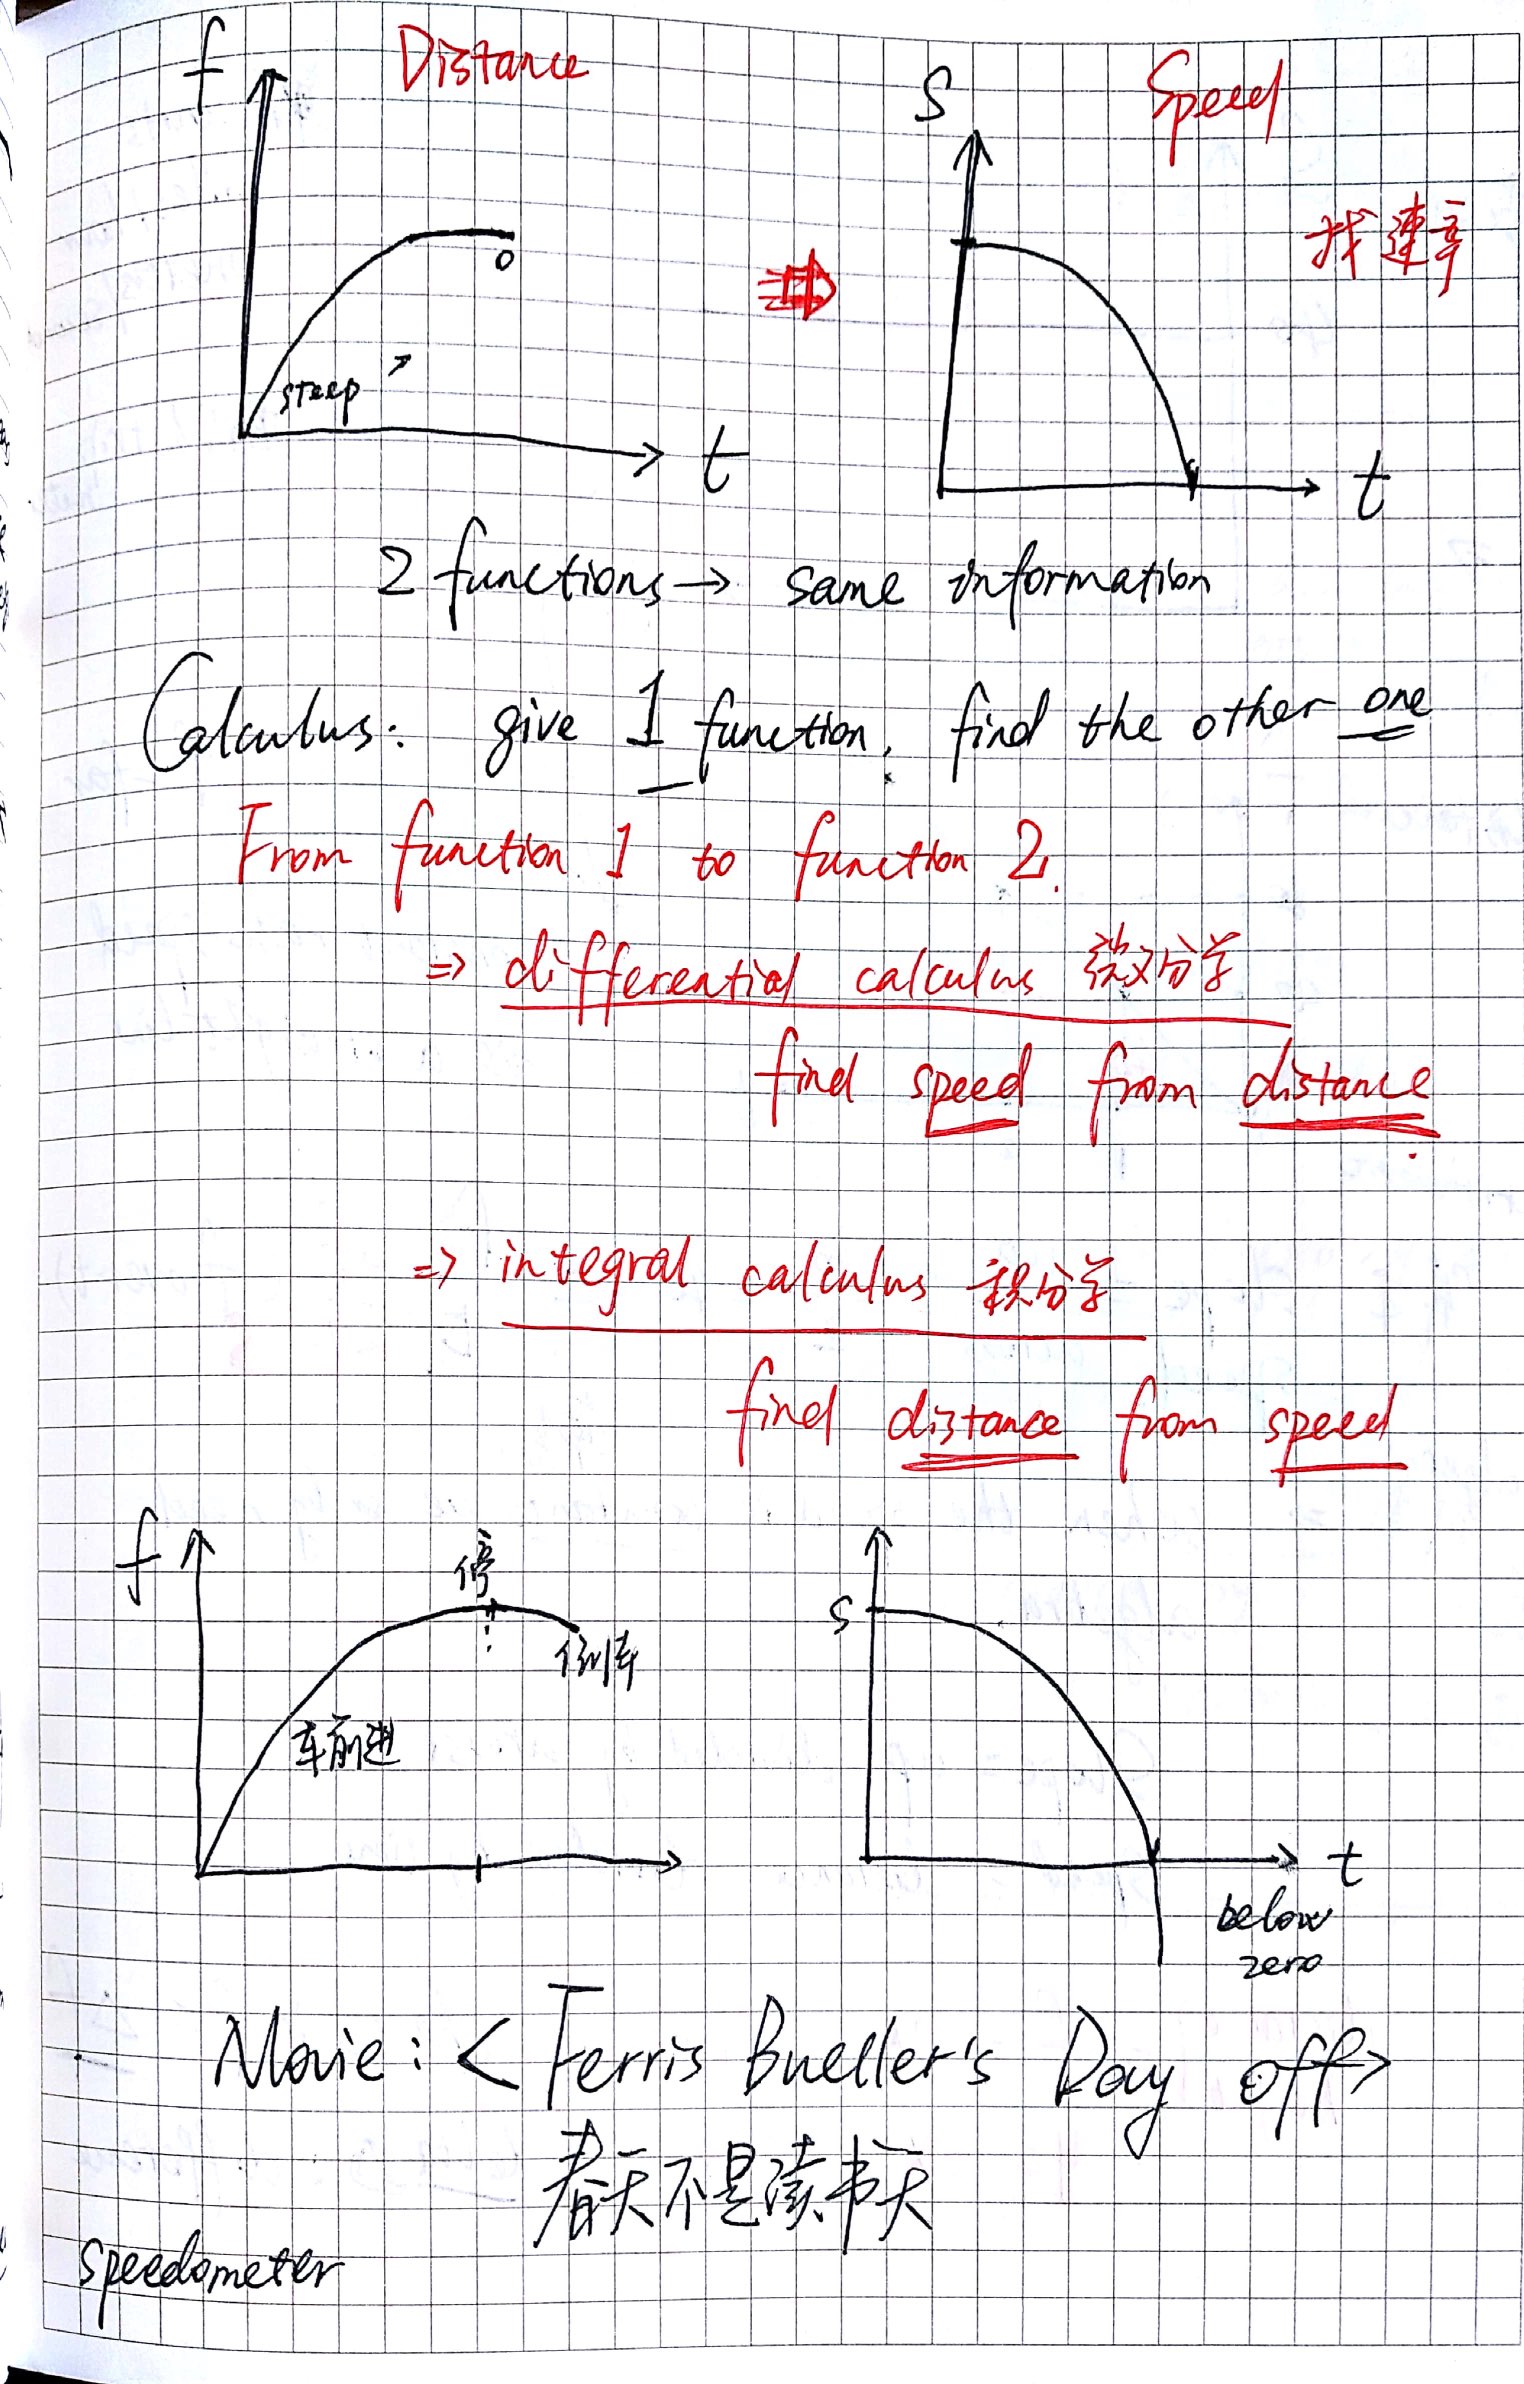 f Distance
S Speed
找速率
0
steep
t
t
2 functions → same information
Calculus: give 1 function, find the other one
From function 1 to function 2.
⇒ differential calculus 微分学
find speed from distance
⇒ integral calculus 积分学
find distance from speed
f
停
S
倒车
车前进
t
below
zero
Movie: < Ferris Bueller's Day off >
春天不是读书天
speedometer